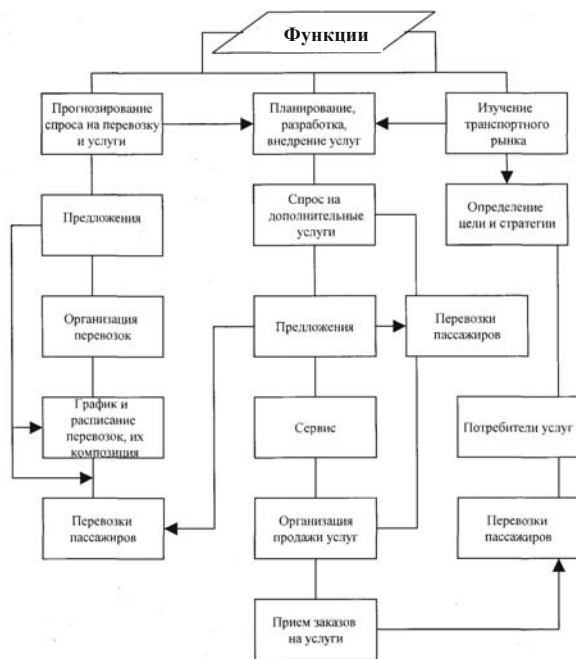 Функции
Прогнозирование
спроса на перевозку
и услуги
Планирование,
разработка,
внедрение услуг
Изучение
транспортного
рынка
Предложения
Спрос на
дополнительные
услуги
Определение
цели и стратегии
Организация
перевозок
Предложения
Перевозки
пассажиров
График и
расписание
перевозок, их
композиция
Сервис
Потребители услуг
Перевозки
пассажиров
Организация
продажи услуг
Перевозки
пассажиров
Прием заказов
на услуги